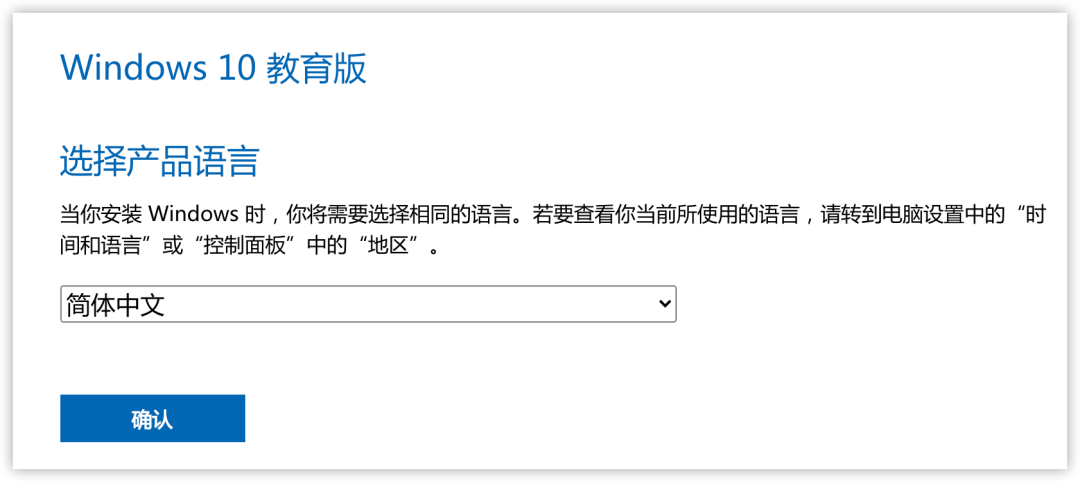 Windows 10 教育版
选择产品语言
当你安装 Windows 时，你将需要选择相同的语言。若要查看你当前所使用的语言，请转到电脑设置中的“时
间和语言”或“控制面板”中的“地区”。
简体中文
确认